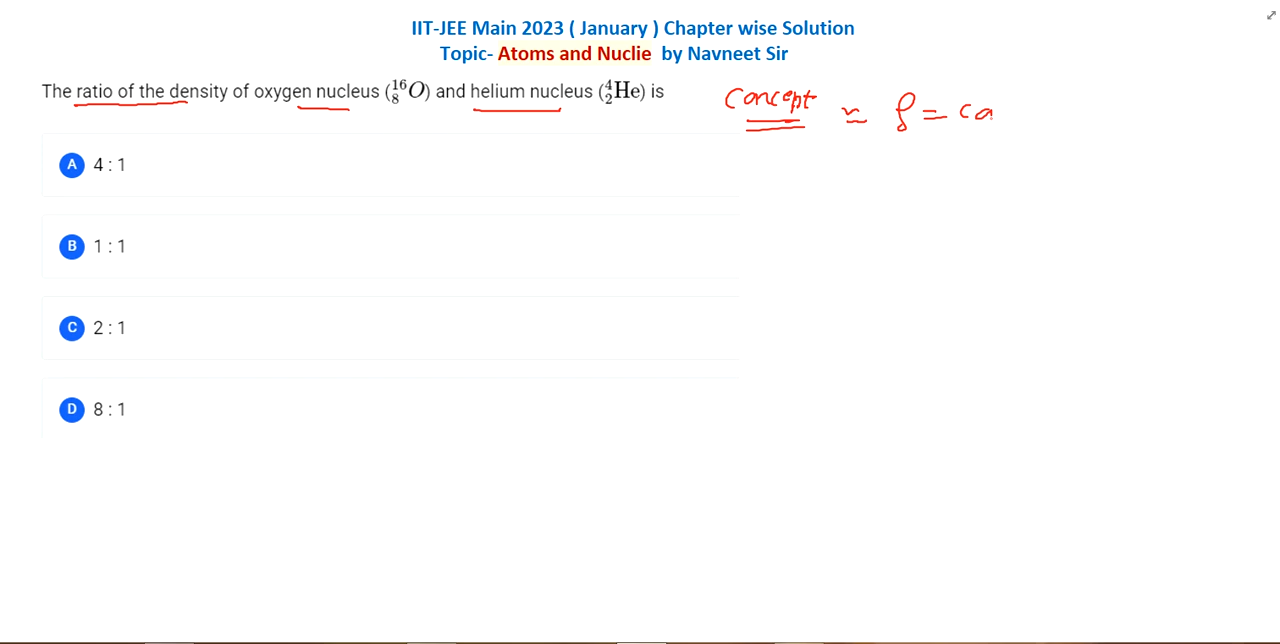 IIT-JEE Main 2023 ( January ) Chapter wise Solution
Topic- Atoms and Nuclie by Navneet Sir
The ratio of the density of oxygen nucleus (¹⁶₈O) and helium nucleus (⁴₂He) is
Concept ≈ ρ = ca
A 4 : 1
B 1 : 1
C 2 : 1
D 8 : 1